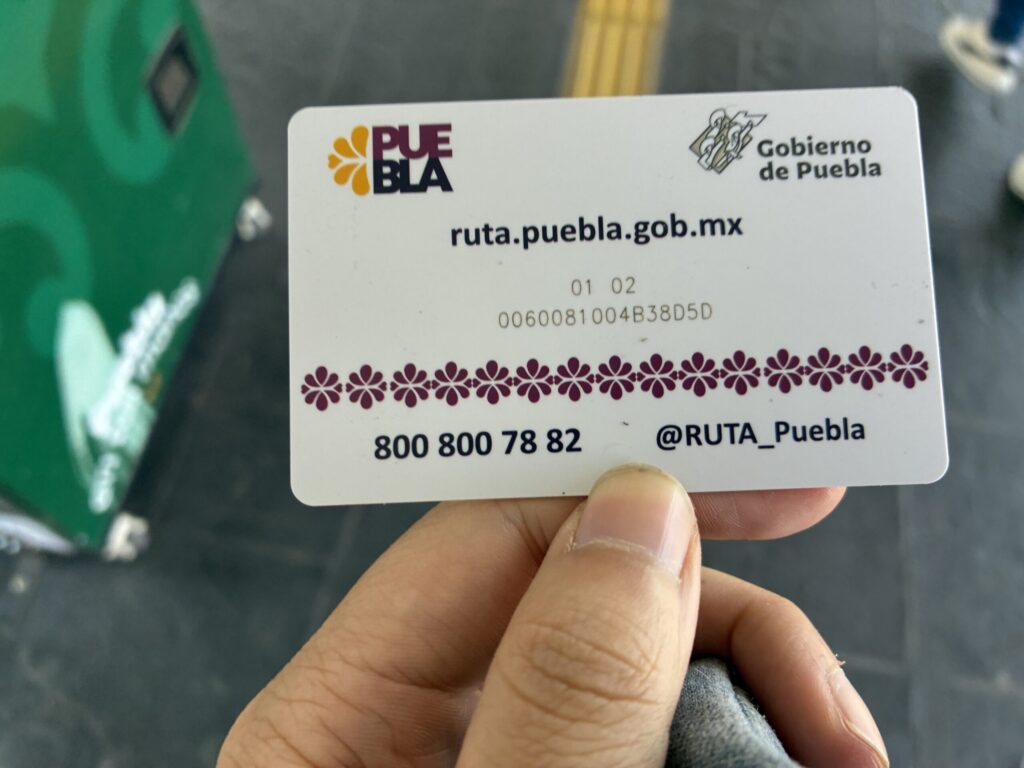 PUE
BLA
Gobierno
de Puebla
ruta.puebla.gob.mx
01 02
0060081004B38D5D
800 800 78 82
@RUTA_Puebla